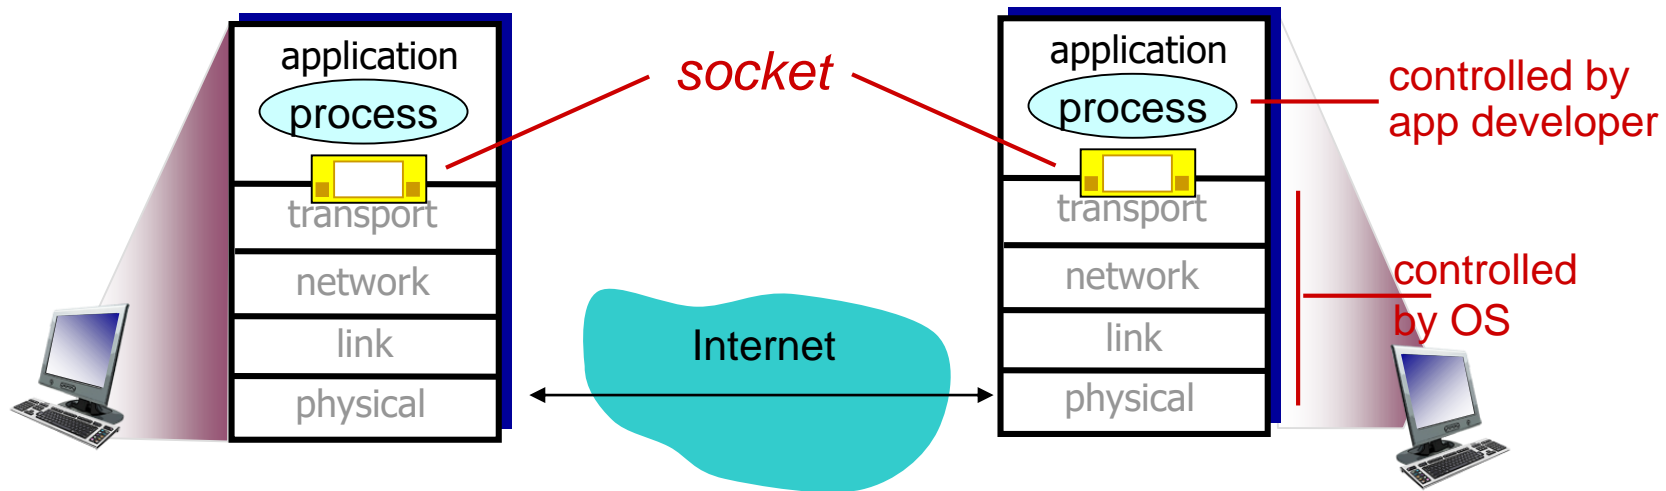 application
process
transport
network
link
physical
socket
Internet
application
process
transport
network
link
physical
controlled by
app developer
controlled
by OS